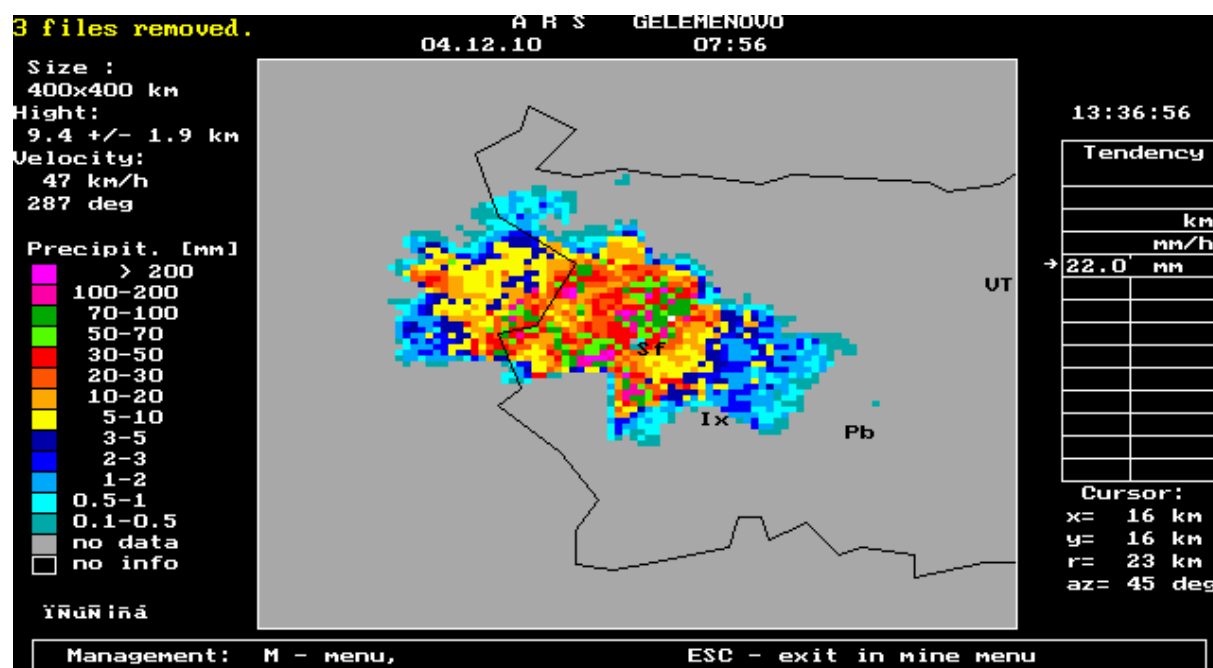 3 files removed.
A R S GELEMENOVO
04.12.10 07:56
Size :
400x400 km
Hight:
9.4 +/- 1.9 km
Velocity:
47 km/h
287 deg
Precipit. [mm]
> 200
100-200
70-100
50-70
30-50
20-30
10-20
5-10
3-5
2-3
1-2
0.5-1
0.1-0.5
no data
no info
VT
Sf
Ix
Pb
13:36:56
Tendency
km
mm/h
→22.0' mm
Cursor:
x= 16 km
y= 16 km
r= 23 km
az= 45 deg
Management: M - menu, ESC - exit in mine menu